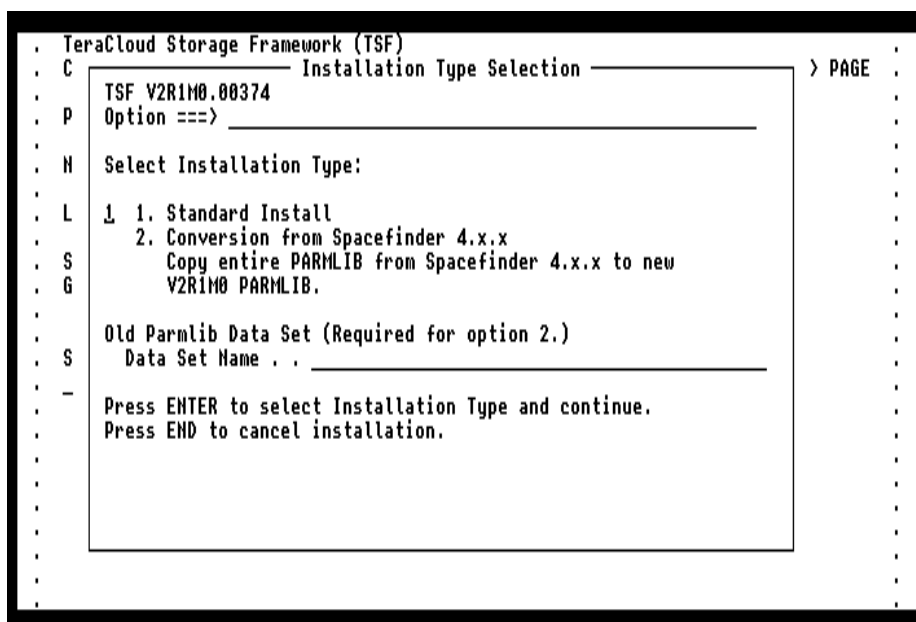 . TeraCloud Storage Framework (TSF) .
. C Installation Type Selection > PAGE .
. TSF V2R1M0.00374 .
. P Option ===> .
. .
. N Select Installation Type: .
. .
. L 1 1. Standard Install .
. 2. Conversion from Spacefinder 4.x.x .
. S Copy entire PARMLIB from Spacefinder 4.x.x to new .
. G V2R1M0 PARMLIB. .
. .
. Old Parmlib Data Set (Required for option 2.) .
. S Data Set Name . . .
. .
. Press ENTER to select Installation Type and continue. .
. Press END to cancel installation. .
. .
. .
. .
. .
. .
. .
. .